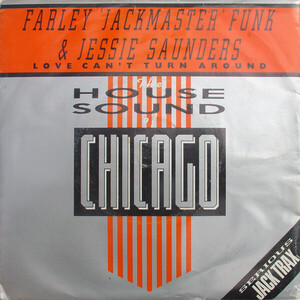 FARLEY 'JACKMASTER' FUNK
& JESSIE SAUNDERS
LOVE CAN'T TURN AROUND
The
HOUSE
SOUND
of
CHICAGO
SERIOUS
JACK TRAX